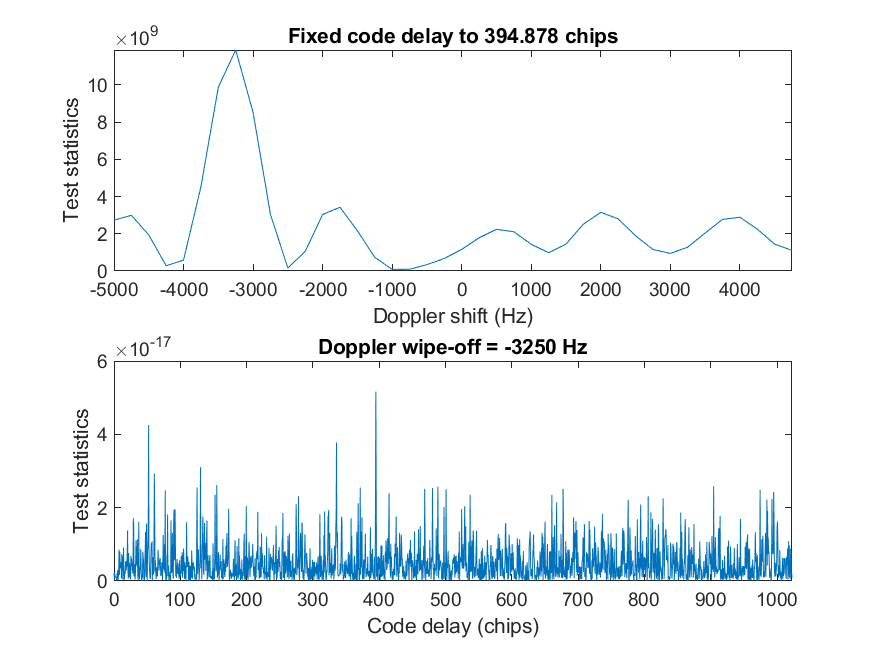 ×10⁹
Fixed code delay to 394.878 chips
Test statistics
10
8
6
4
2
0
-5000 -4000 -3000 -2000 -1000 0 1000 2000 3000 4000
Doppler shift (Hz)
×10⁻¹⁷
Doppler wipe-off = -3250 Hz
Test statistics
6
4
2
0
0 100 200 300 400 500 600 700 800 900 1000
Code delay (chips)